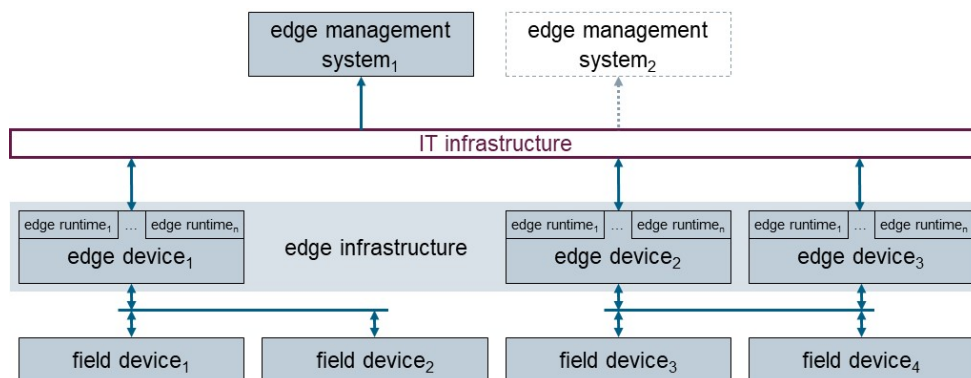 edge management
system₁
edge management
system₂
IT infrastructure
edge runtime₁ … edge runtimeₙ
edge device₁
edge infrastructure
edge runtime₁ … edge runtimeₙ
edge device₂
edge runtime₁ … edge runtimeₙ
edge device₃
field device₁
field device₂
field device₃
field device₄